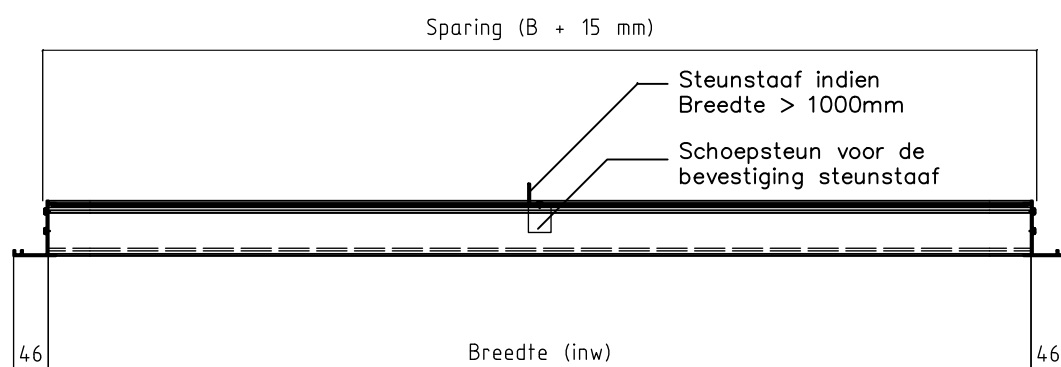 Sparing (B + 15 mm)
Steunstaaf indien
Breedte > 1000mm
Schoepsteun voor de
bevestiging steunstaaf
46
Breedte (inw)
46